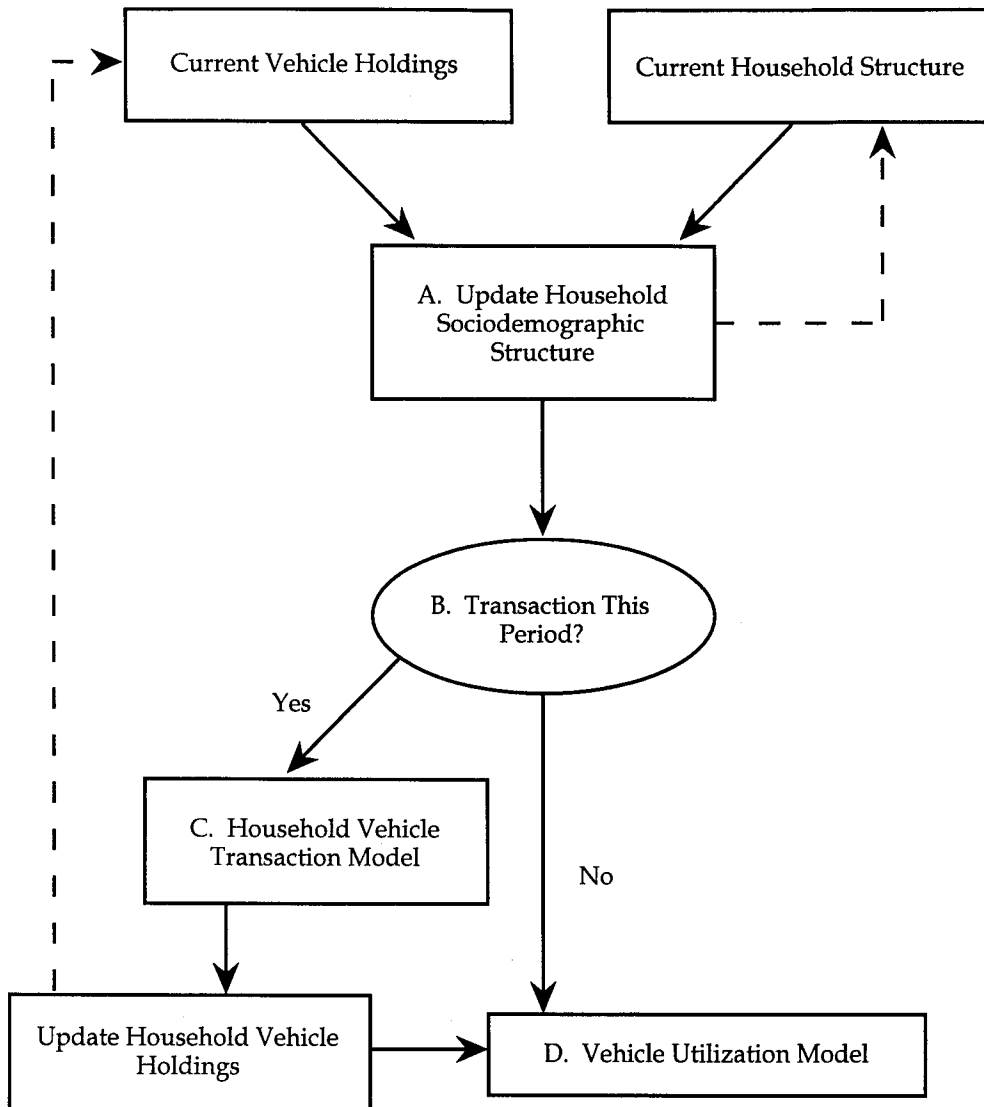 Current Vehicle Holdings
Current Household Structure
A. Update Household
Sociodemographic
Structure
B. Transaction This
Period?
Yes
C. Household Vehicle
Transaction Model
No
Update Household Vehicle
Holdings
D. Vehicle Utilization Model